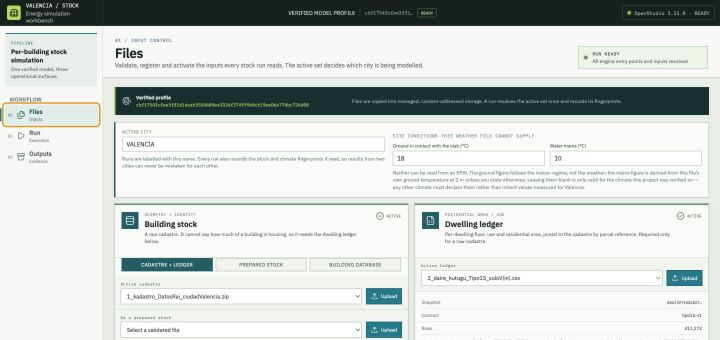 VALENCIA / STOCK
Energy simulation
workbench
VERIFIED MODEL PROFILE
READY
OpenStudio 3.11.0 · READY
PIPELINE
Per-building stock
simulation
One verified model, three
operational surfaces.
WORKFLOW
01
Files
Inputs
02
Run
Execution
03
Outputs
Evidence
01 / INPUT CONTROL
Files
Validate, register and activate the inputs every stock run reads. The active set decides which city is being modelled.
RUN READY
All engine entry points and inputs resolved
Verified profile
Files are copied into managed, content-addressed storage. A run resolves the active set once and records its fingerprints.
ACTIVE CITY
VALENCIA
Runs are labelled with this name. Every run also records the stock and climate fingerprints it read, so results from two
cities can never be mistaken for each other.
SITE CONDITIONS THIS WEATHER FILE CANNOT SUPPLY
Ground in contact with the slab (°C)
Water mains (°C)
18
10
Neither can be read from an EPW. The ground figure follows the indoor regime, not the weather; the mains figure is derived from this file's
own ground temperature at 2 m unless you state otherwise. Leaving them blank is only valid for the climate this project was verified on —
any other climate must declare them rather than inherit values measured for Valencia.
GEOMETRY + IDENTITY
ACTIVE
Building stock
A raw cadastre. It cannot say how much of a building is housing, so it needs the dwelling ledger
below.
CADASTRE + LEDGER
PREPARED STOCK
BUILDING DATABASE
Active cadastre
1_kadastro_DatosRai_ciudadValencia.zip
Upload
Or a prepared stock
Select a validated file
Upload
RESIDENTIAL AREA + USE
ACTIVE
Dwelling ledger
Per-dwelling floor, use and residential area, joined to the cadastre by parcel reference. Required only
for a raw cadastre.
Active ledger
2_daire_kutugu_Tipo15_soloV(in).csv
Upload
Snapshot
Contract
tipo15-v1
Rows
411,273